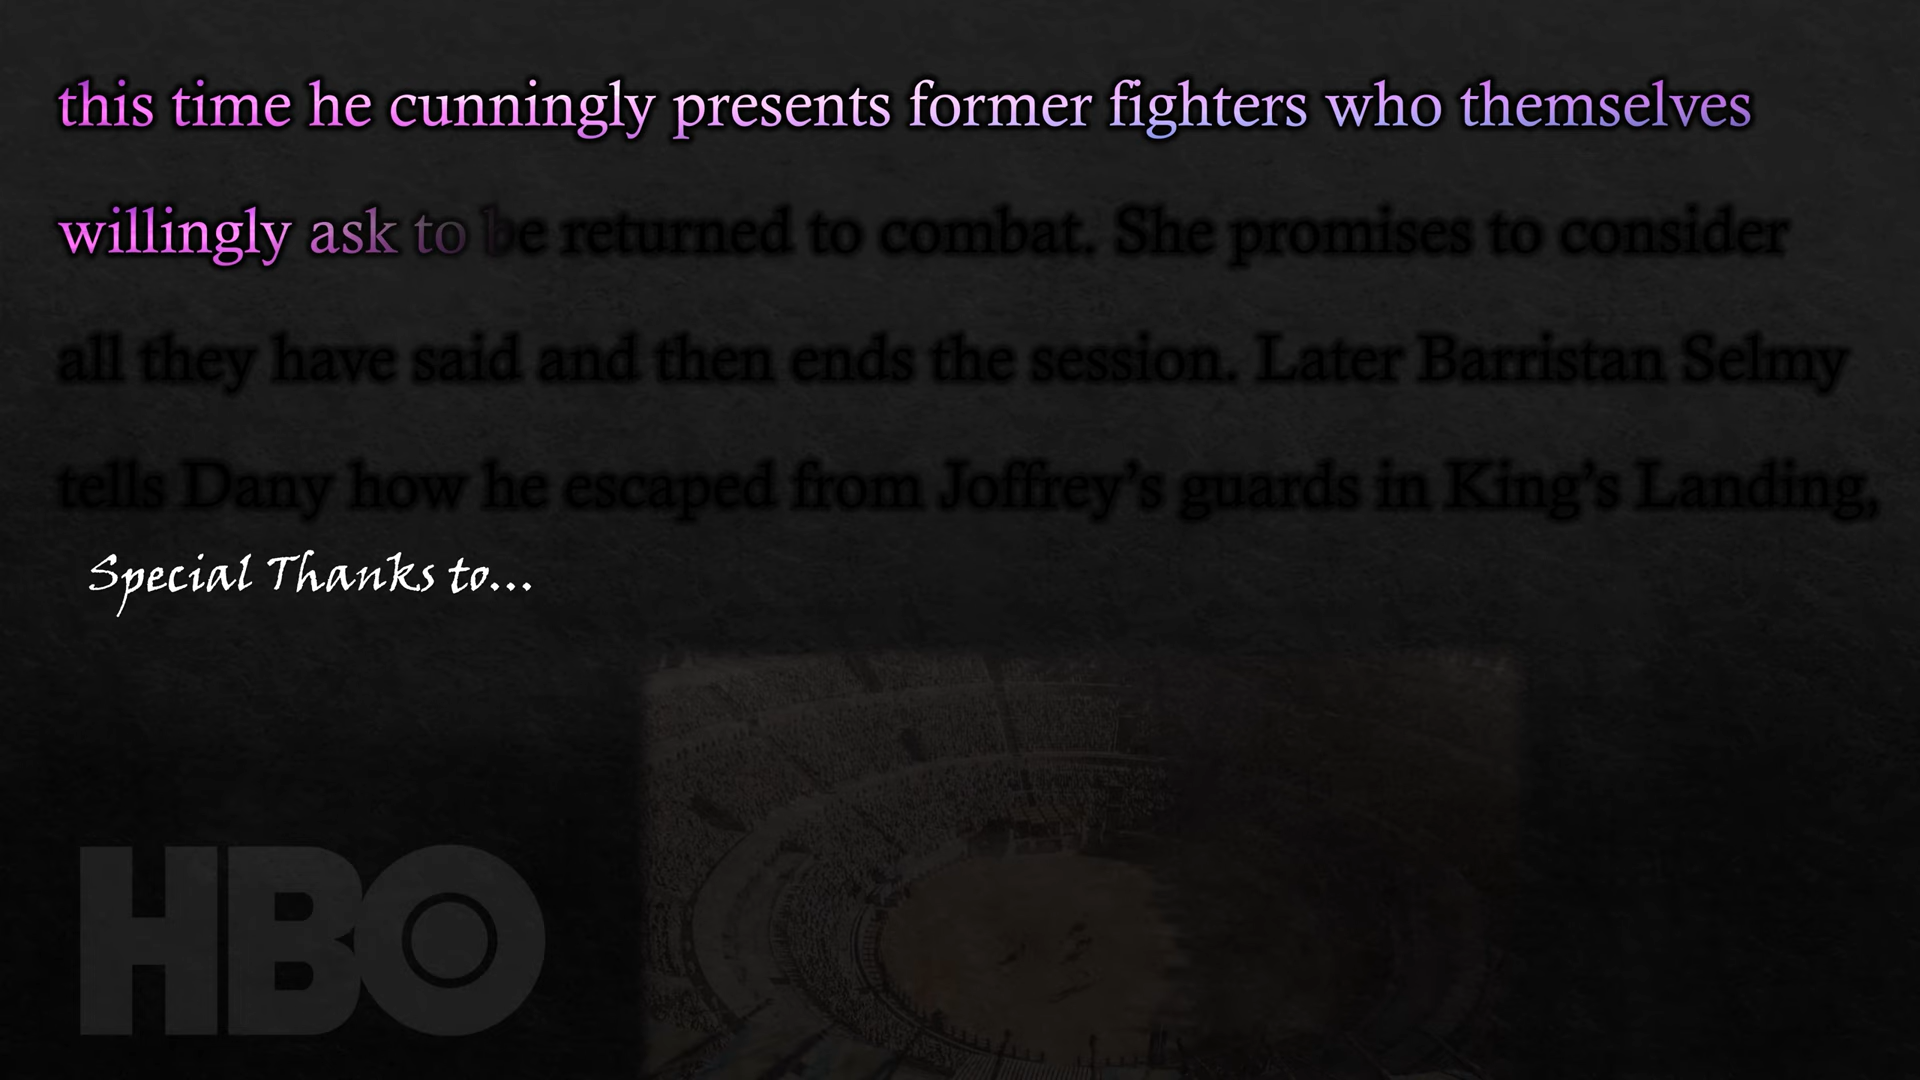 this time he cunningly presents former fighters who themselves
willingly ask to be returned to combat. She promises to consider
all they have said and then ends the session. Later Barristan Selmy
tells Dany how he escaped from Joffrey’s guards in King’s Landing,
Special Thanks to...
HBO